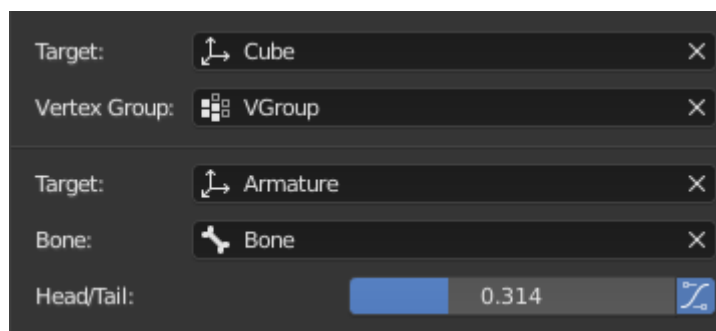 Target: Cube
Vertex Group: VGroup
Target: Armature
Bone: Bone
Head/Tail: 0.314